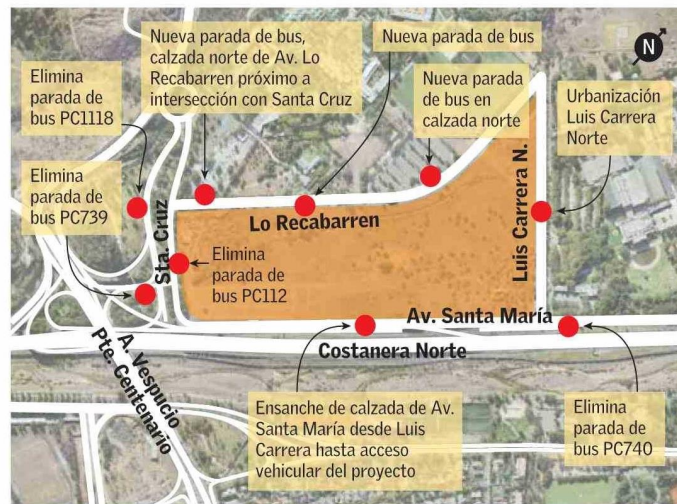 Nueva parada de bus,
calzada norte de Av. Lo
Recabarren próximo a
intersección con Santa Cruz
Nueva parada de bus
N
Elimina
parada de
bus PC1118
Nueva parada
de bus en
calzada norte
Urbanización
Luis Carrera
Norte
Elimina
parada de
bus PC739
Sta. Cruz
Lo Recabarren
Luis Carrera N.
Elimina
parada de
bus PC112
Av. Santa María
Costanera Norte
A. Vespucio
Pte. Centenario
Ensanche de calzada de Av.
Santa María desde Luis
Carrera hasta acceso
vehicular del proyecto
Elimina
parada de
bus PC740